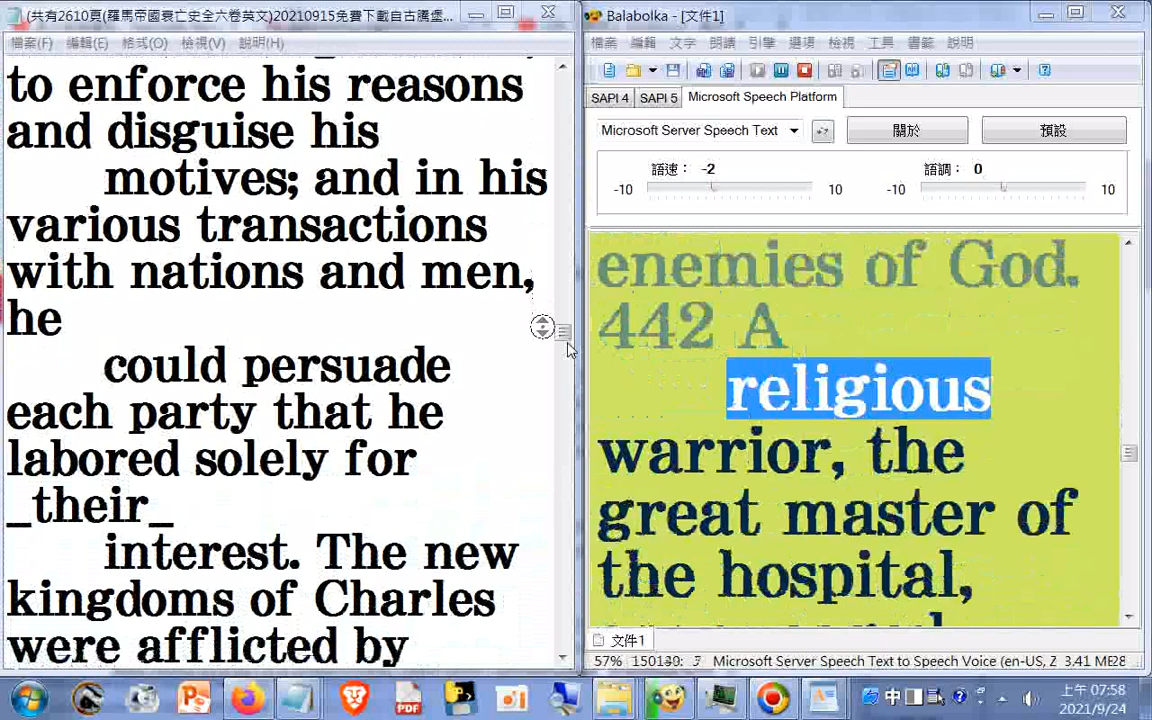 (共有2610頁(羅馬帝國衰亡史全六卷英文)20210915免費下載自古騰堡...
檔案(F) 編輯(E) 格式(O) 檢視(V) 說明(H)
to enforce his reasons
and disguise his
motives; and in his
various transactions
with nations and men,
he
could persuade
each party that he
labored solely for
_their_
interest. The new
kingdoms of Charles
were afflicted by
Balabolka - [文件1]
檔案 編輯 文字 朗讀 引擎 選項 檢視 工具 書籤 說明
SAPI 4 SAPI 5 Microsoft Speech Platform
Microsoft Server Speech Text 關於 預設
語速： -2 語調： 0
-10 10 -10 10
enemies of God.
442 A
religious
warrior, the
great master of
the hospital,
文件1
57% Microsoft Server Speech Text to Speech Voice (en-US, Z 3.41 ME28
中
上午 07:58
2021/9/24